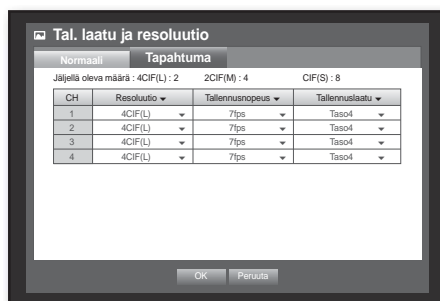 Tal. laatu ja resoluutio
Normaali Tapahtuma
Jäljellä oleva määrä : 4CIF(L) : 2 2CIF(M) : 4 CIF(S) : 8
CH Resoluutio Tallennusnopeus Tallennuslaatu
1 4CIF(L) 7fps Taso4
2 4CIF(L) 7fps Taso4
3 4CIF(L) 7fps Taso4
4 4CIF(L) 7fps Taso4
OK Peruuta